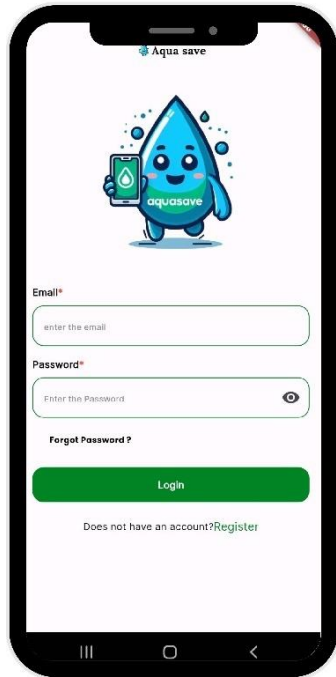 Aqua save
aquasave
Email*
enter the email
Password*
Enter the Password
Forgot Password ?
Login
Does not have an account?Register